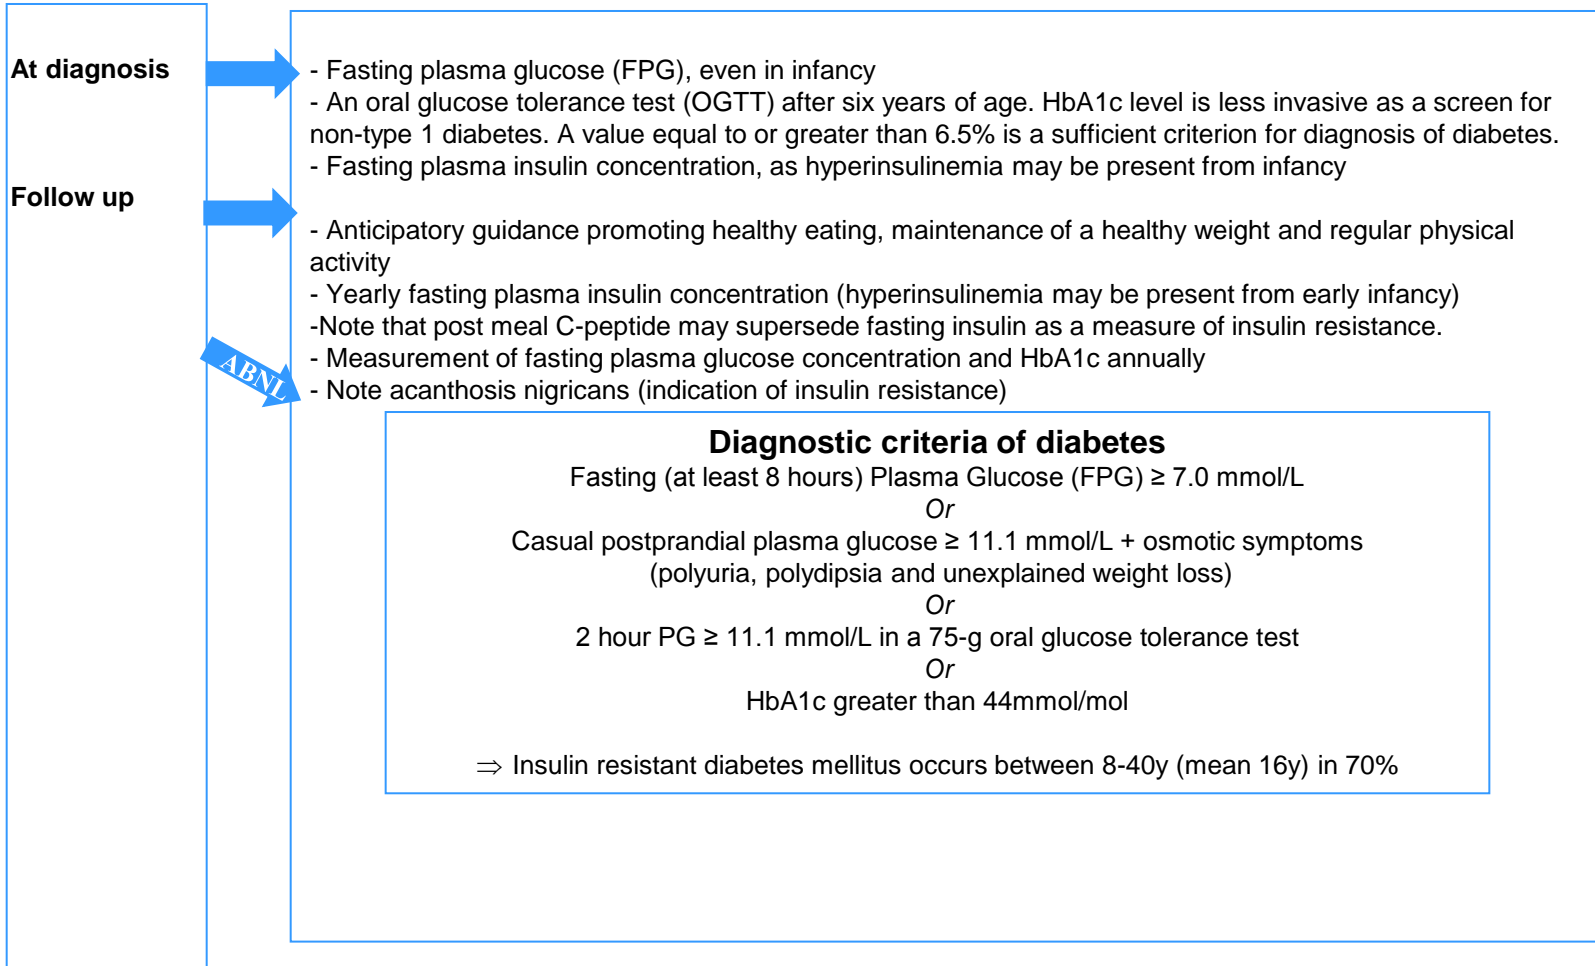 At diagnosis
- Fasting plasma glucose (FPG), even in infancy
- An oral glucose tolerance test (OGTT) after six years of age. HbA1c level is less invasive as a screen for
non-type 1 diabetes. A value equal to or greater than 6.5% is a sufficient criterion for diagnosis of diabetes.
- Fasting plasma insulin concentration, as hyperinsulinemia may be present from infancy
Follow up
- Anticipatory guidance promoting healthy eating, maintenance of a healthy weight and regular physical
activity
- Yearly fasting plasma insulin concentration (hyperinsulinemia may be present from early infancy)
-Note that post meal C-peptide may supersede fasting insulin as a measure of insulin resistance.
- Measurement of fasting plasma glucose concentration and HbA1c annually
- Note acanthosis nigricans (indication of insulin resistance)
ABNL
Diagnostic criteria of diabetes
Fasting (at least 8 hours) Plasma Glucose (FPG) ≥ 7.0 mmol/L
Or
Casual postprandial plasma glucose ≥ 11.1 mmol/L + osmotic symptoms
(polyuria, polydipsia and unexplained weight loss)
Or
2 hour PG ≥ 11.1 mmol/L in a 75-g oral glucose tolerance test
Or
HbA1c greater than 44mmol/mol
⇒ Insulin resistant diabetes mellitus occurs between 8-40y (mean 16y) in 70%